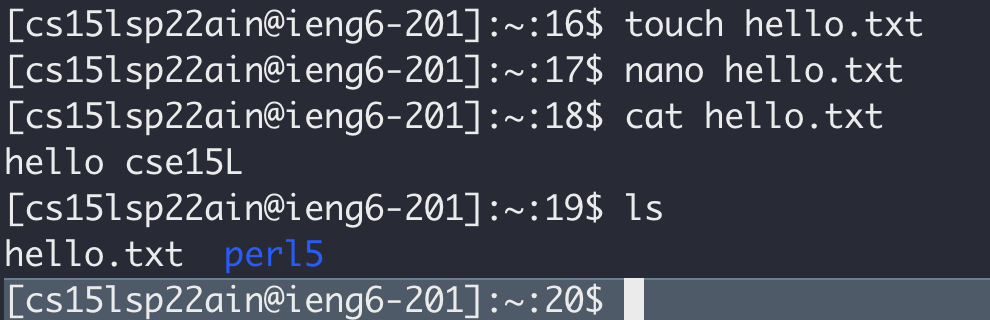 [cs15lsp22ain@ieng6-201]:~:16$ touch hello.txt
[cs15lsp22ain@ieng6-201]:~:17$ nano hello.txt
[cs15lsp22ain@ieng6-201]:~:18$ cat hello.txt
hello cse15L
[cs15lsp22ain@ieng6-201]:~:19$ ls
hello.txt  perl5
[cs15lsp22ain@ieng6-201]:~:20$